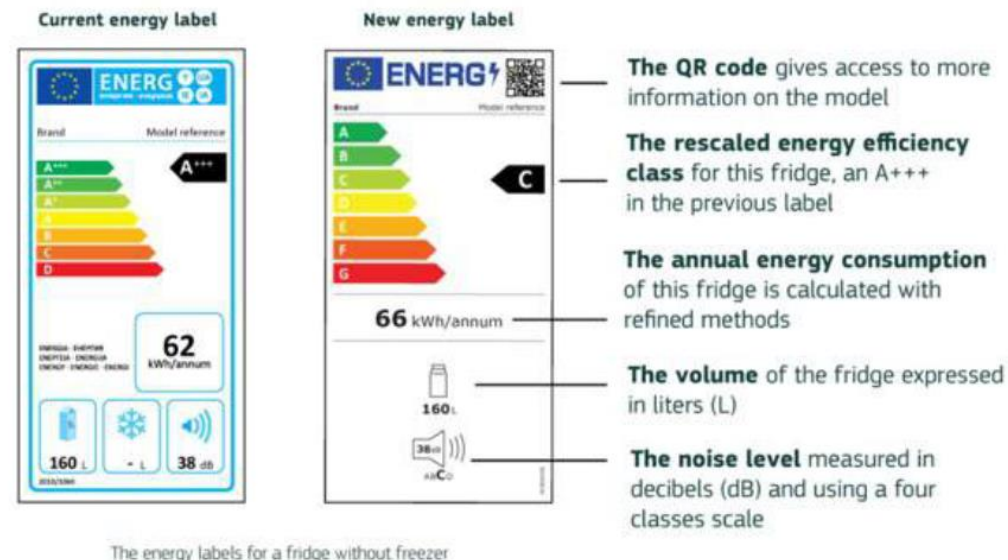 Current energy label
New energy label
ENERG
Brand
Model reference
A+++
A++
A+
A
B
C
D
A+++
62
kWh/annum
160 L
- L
38 dB
2010/1060
ENERG
Brand
Model reference
A
B
C
D
E
F
G
C
66 kWh/annum
160 L
38 dB
ABCD
The QR code gives access to more
information on the model
The rescaled energy efficiency
class for this fridge, an A+++
in the previous label
The annual energy consumption
of this fridge is calculated with
refined methods
The volume of the fridge expressed
in liters (L)
The noise level measured in
decibels (dB) and using a four
classes scale
The energy labels for a fridge without freezer